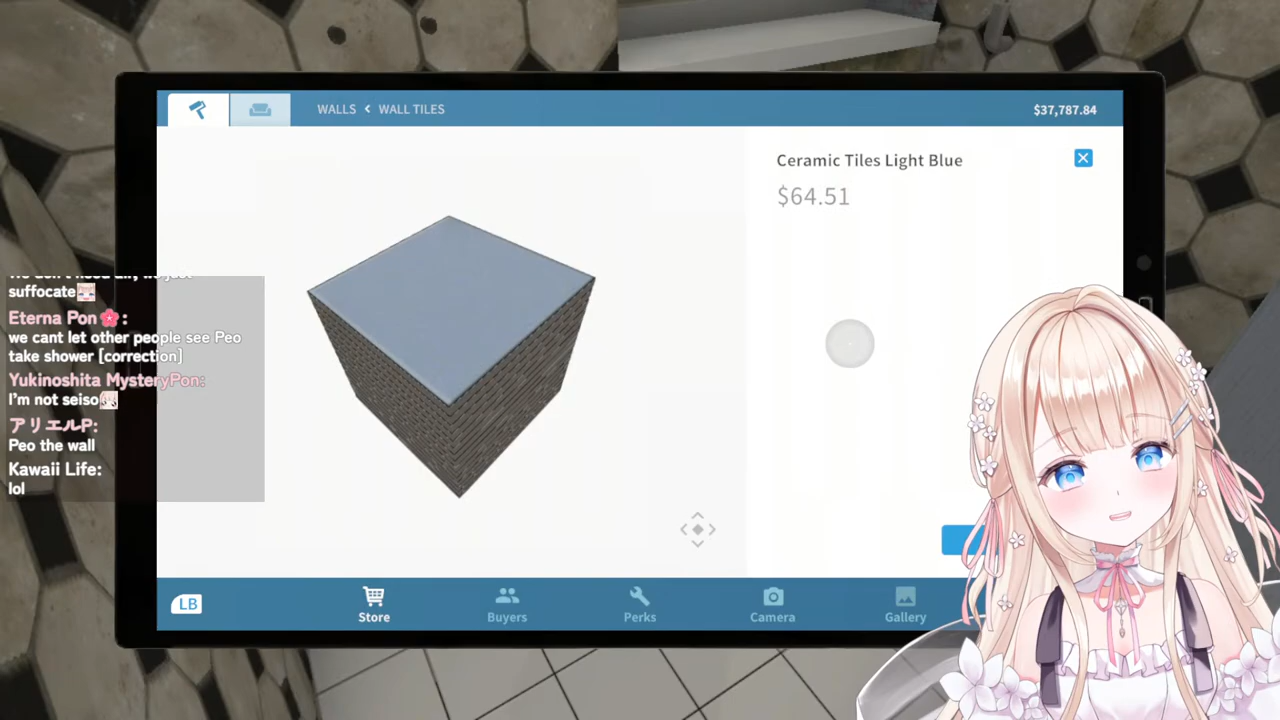 WALLS < WALL TILES
$37,787.84
Ceramic Tiles Light Blue
$64.51
suffocate
Eterna Pon🌸:
we cant let other people see Peo
take shower [correction]
Yukinoshita MysteryPon:
I'm not seiso
アリエルP:
Peo the wall
Kawaii Life:
lol
LB
Store
Buyers
Perks
Camera
Gallery